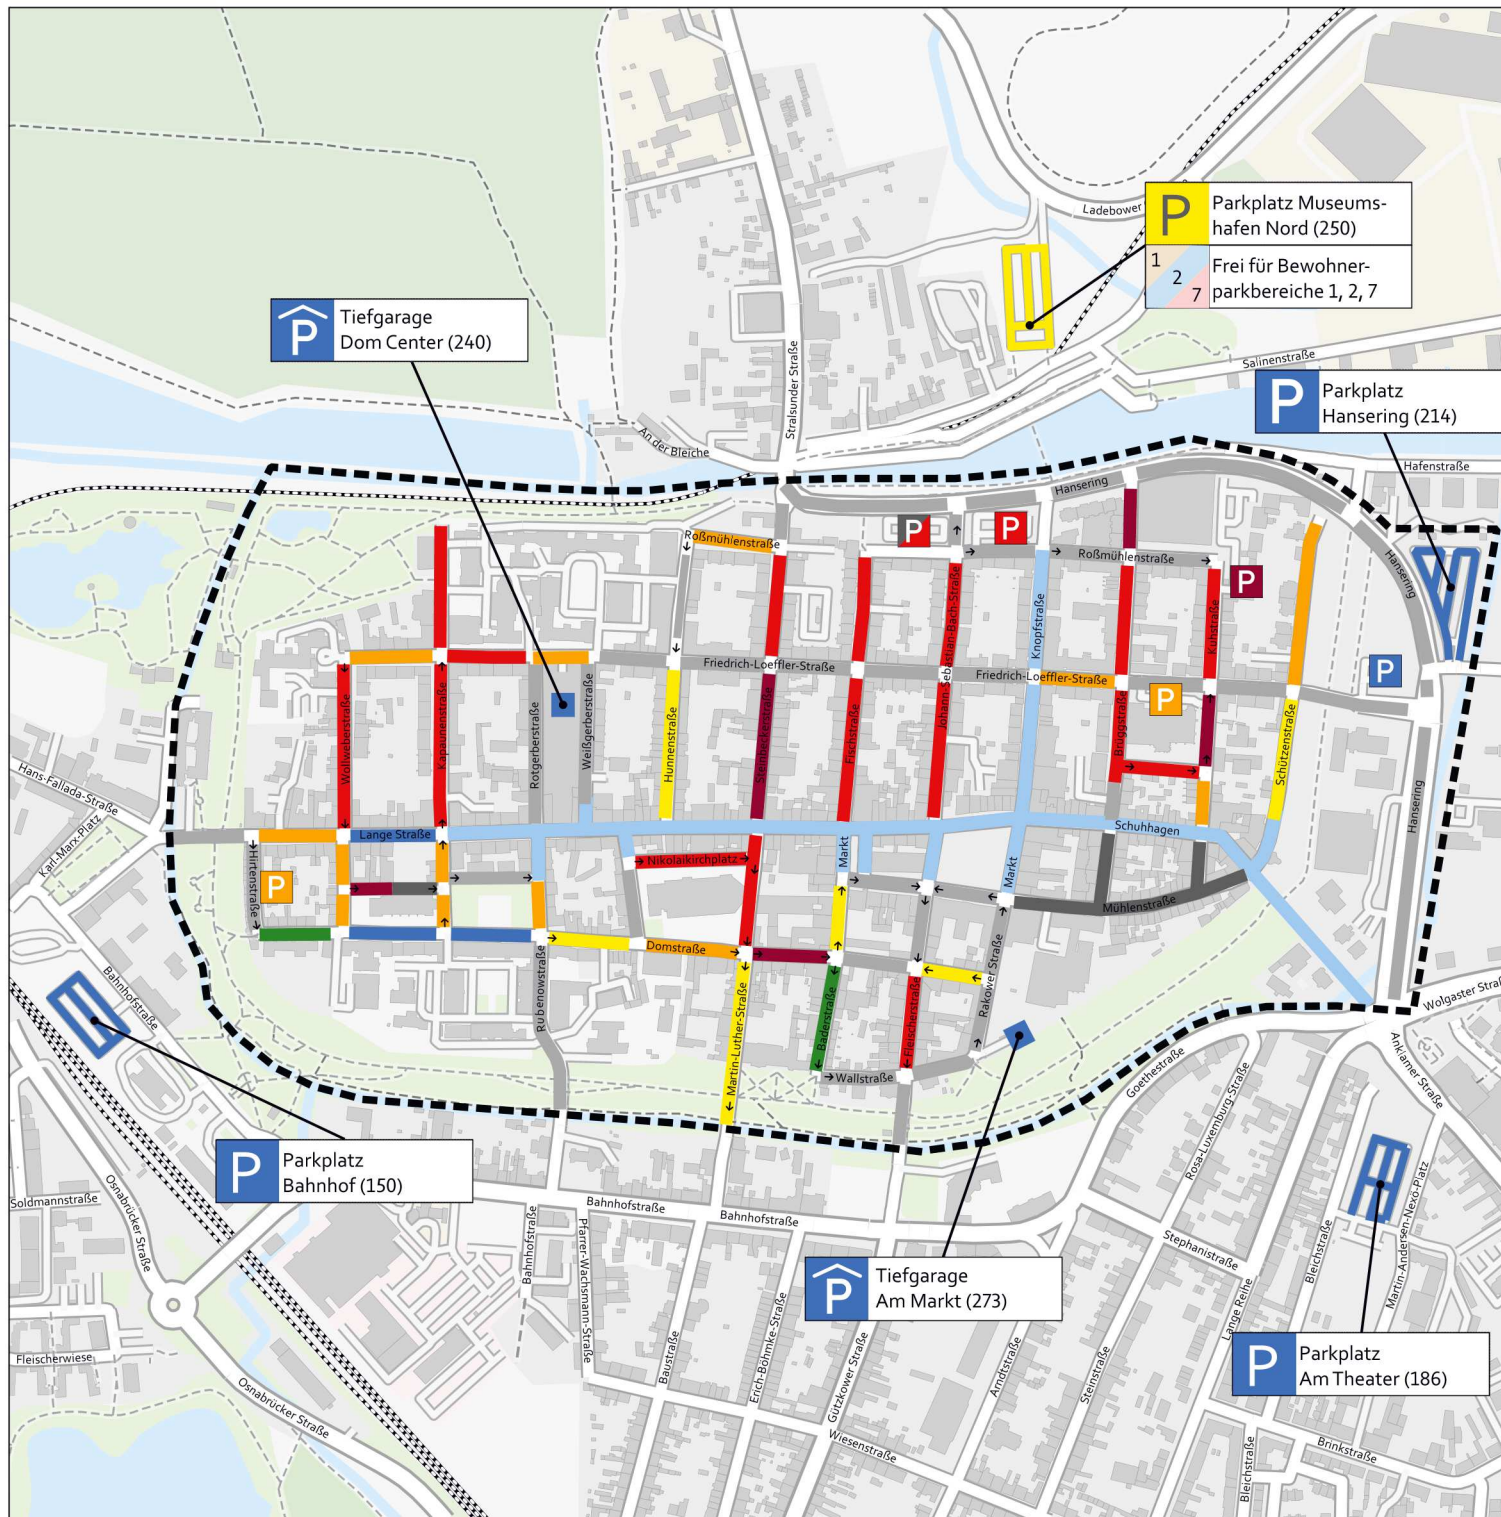 Ladebower
P
Parkplatz Museums-
hafen Nord (250)
1
2
7
Frei für Bewohner-
parkbereiche 1, 2, 7
P
Tiefgarage
Dom Center (240)
Stralsunder Straße
Salinenstraße
P
Parkplatz
Hansering (214)
An der Bleiche
Hafenstraße
Hansering
P
P
Roßmühlenstraße
Roßmühlenstraße
Hansering
P
Kuhstraße
Knopfstraße
Johann-Sebastian-Bach-Straße
Friedrich-Loeffler-Straße
Friedrich-Loeffler-Straße
P
P
Wollweberstraße
Kapaunenstraße
Rotgerberstraße
Weißgerberstraße
Hunnenstraße
Steinbeckerstraße
Fischstraße
Brüggstraße
Schützenstraße
Hans-Fallada-Straße
Karl-Marx-Platz
Lange Straße
Schuhhagen
Hansering
Hirtenstraße
P
Nikolaikirchplatz
Markt
Markt
Mühlenstraße
Domstraße
Rubenowstraße
Martin-Luther-Straße
Baderstraße
Fleischerstraße
Rakower Straße
Wallstraße
Bahnhofstraße
Wolgaster Straß
Anklamer Straße
Goethestraße
Rosa-Luxemburg-Straße
P
Parkplatz
Bahnhof (150)
Soldmannstraße
Osnabrücker Straße
Bahnhofstraße
Bahnhofstraße
Bahnhofstraße
Pfarrer-Wachsmann-Straße
Stephanistraße
Bleichstraße
Martin-Andersen-Nexö-Platz
P
Tiefgarage
Am Markt (273)
Lange Reihe
Fleischerwiese
Osnabrücker Straße
Baustraße
Erich-Böhmke-Straße
Gützkower Straße
Arndtstraße
Steinstraße
P
Parkplatz
Am Theater (186)
Wiesenstraße
Bleichstraße
Brinkstraße